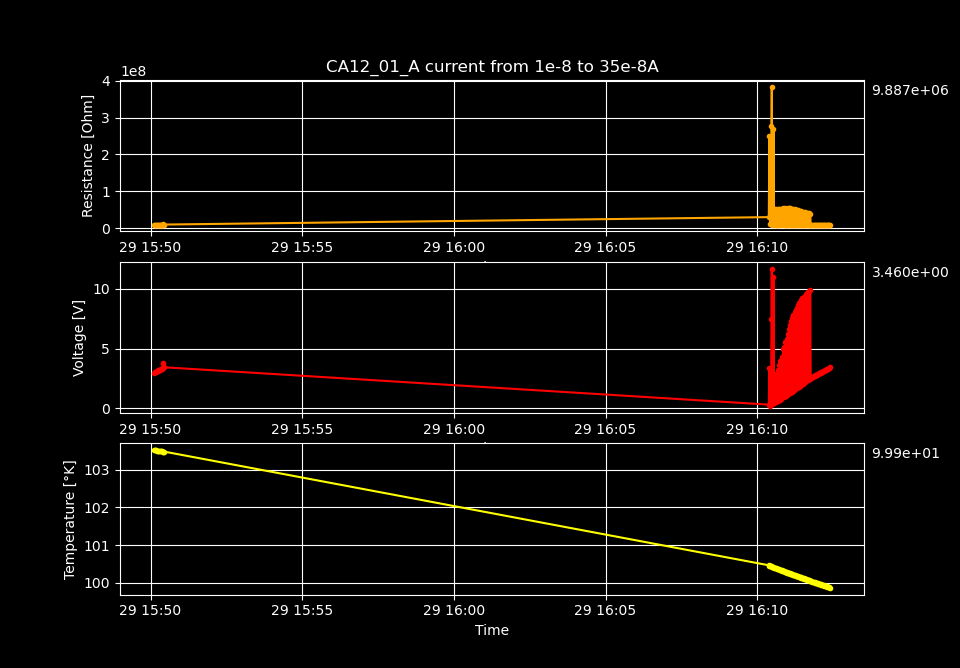 CA12_01_A current from 1e-8 to 35e-8A
1e8
Resistance [Ohm]
4
3
2
1
0
9.887e+06
29 15:50 29 15:55 29 16:00 29 16:05 29 16:10
Voltage [V]
10
5
0
3.460e+00
29 15:50 29 15:55 29 16:00 29 16:05 29 16:10
Temperature [°K]
103
102
101
100
9.99e+01
29 15:50 29 15:55 29 16:00 29 16:05 29 16:10
Time